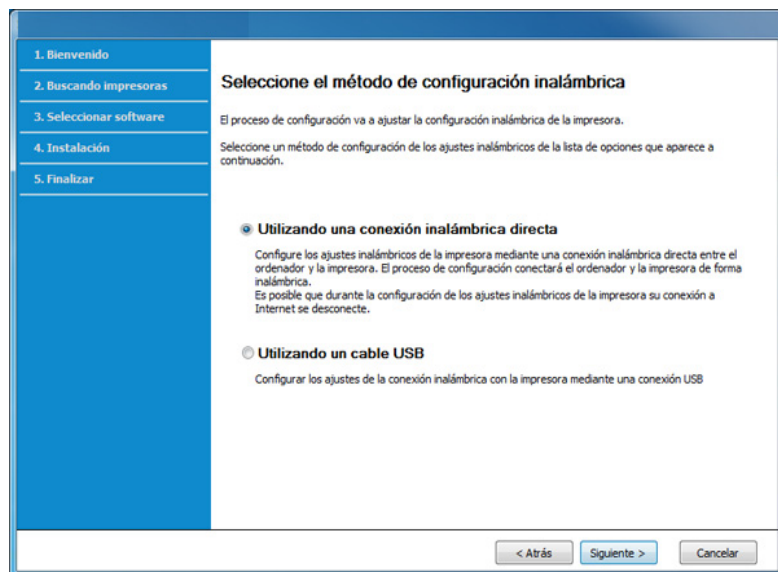 1. Bienvenido
2. Buscando impresoras
3. Seleccionar software
4. Instalación
5. Finalizar
Seleccione el método de configuración inalámbrica
El proceso de configuración va a ajustar la configuración inalámbrica de la impresora.
Seleccione un método de configuración de los ajustes inalámbricos de la lista de opciones que aparece a
continuación.
Utilizando una conexión inalámbrica directa
Configure los ajustes inalámbricos de la impresora mediante una conexión inalámbrica directa entre el
ordenador y la impresora. El proceso de configuración conectará el ordenador y la impresora de forma
inalámbrica.
Es posible que durante la configuración de los ajustes inalámbricos de la impresora su conexión a
Internet se desconecte.
Utilizando un cable USB
Configurar los ajustes de la conexión inalámbrica con la impresora mediante una conexión USB
< Atrás
Siguiente >
Cancelar